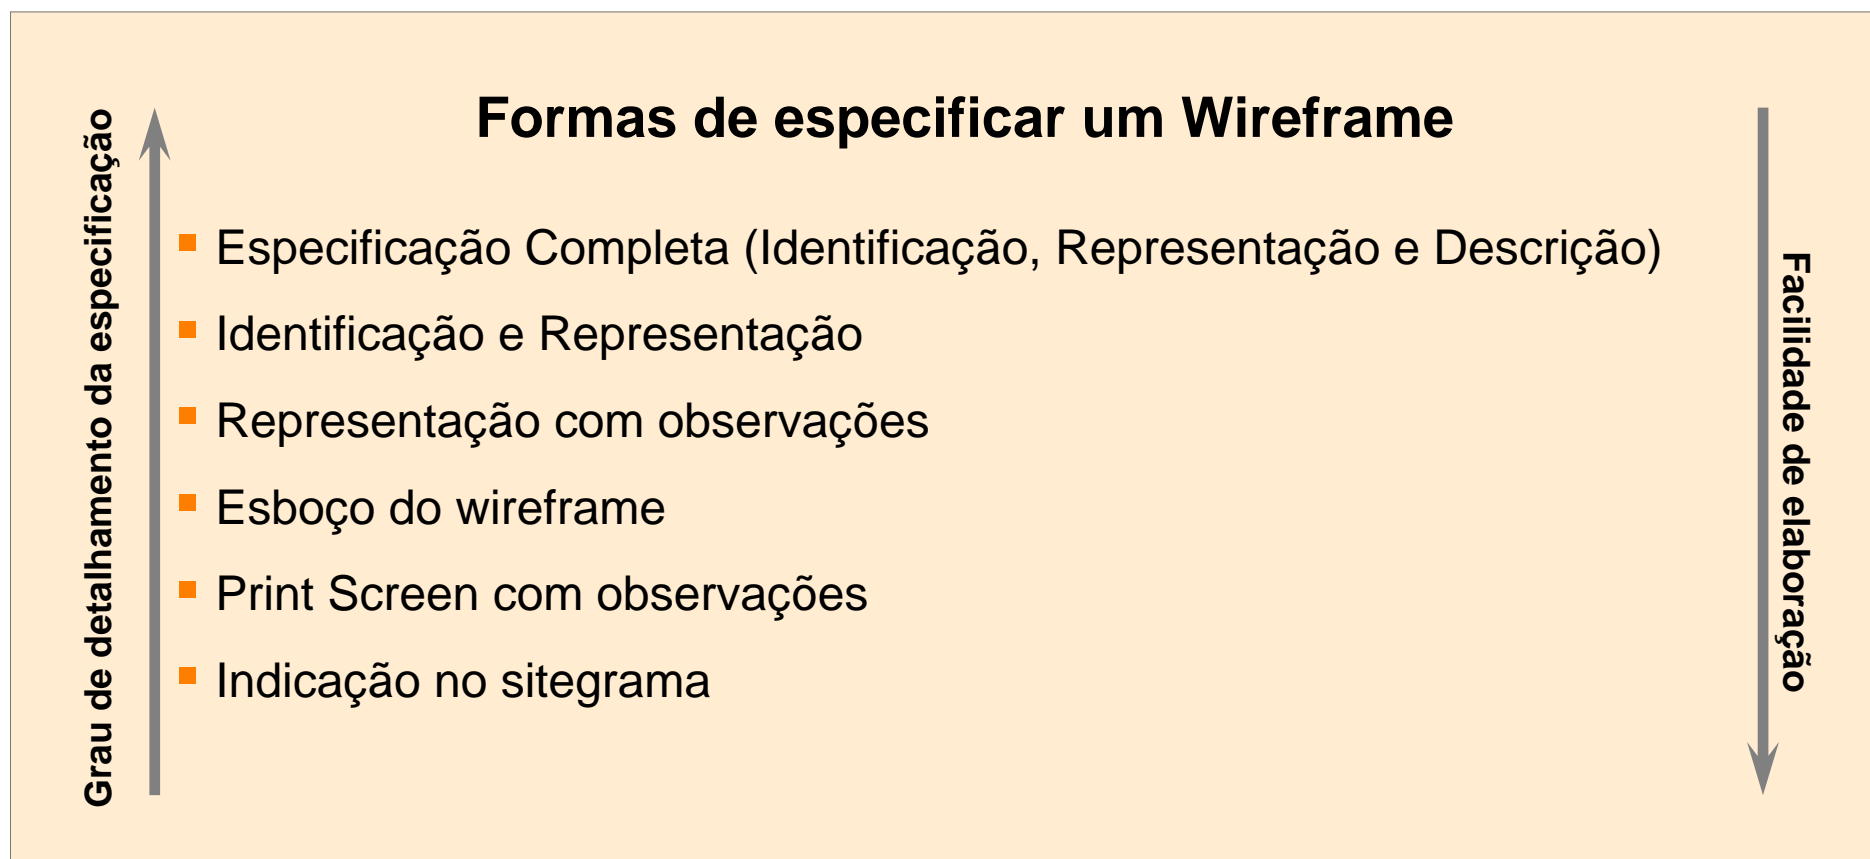 Formas de especificar um Wireframe
Grau de detalhamento da especificação
Especificação Completa (Identificação, Representação e Descrição)
Identificação e Representação
Representação com observações
Esboço do wireframe
Print Screen com observações
Indicação no sitegrama
Facilidade de elaboração